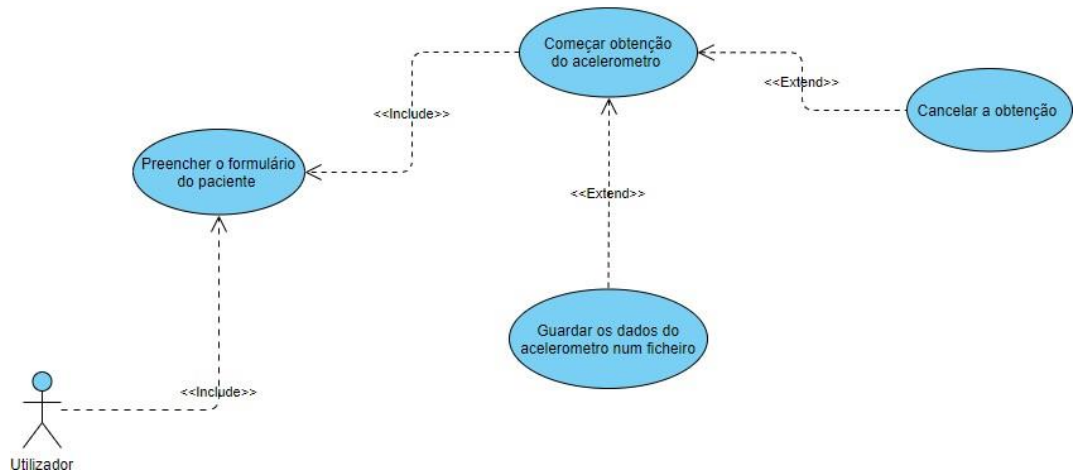 Começar obtenção
do acelerometro
<<Extend>>
Cancelar a obtenção
<<Include>>
Preencher o formulário
do paciente
<<Extend>>
Guardar os dados do
acelerometro num ficheiro
<<Include>>
Utilizador